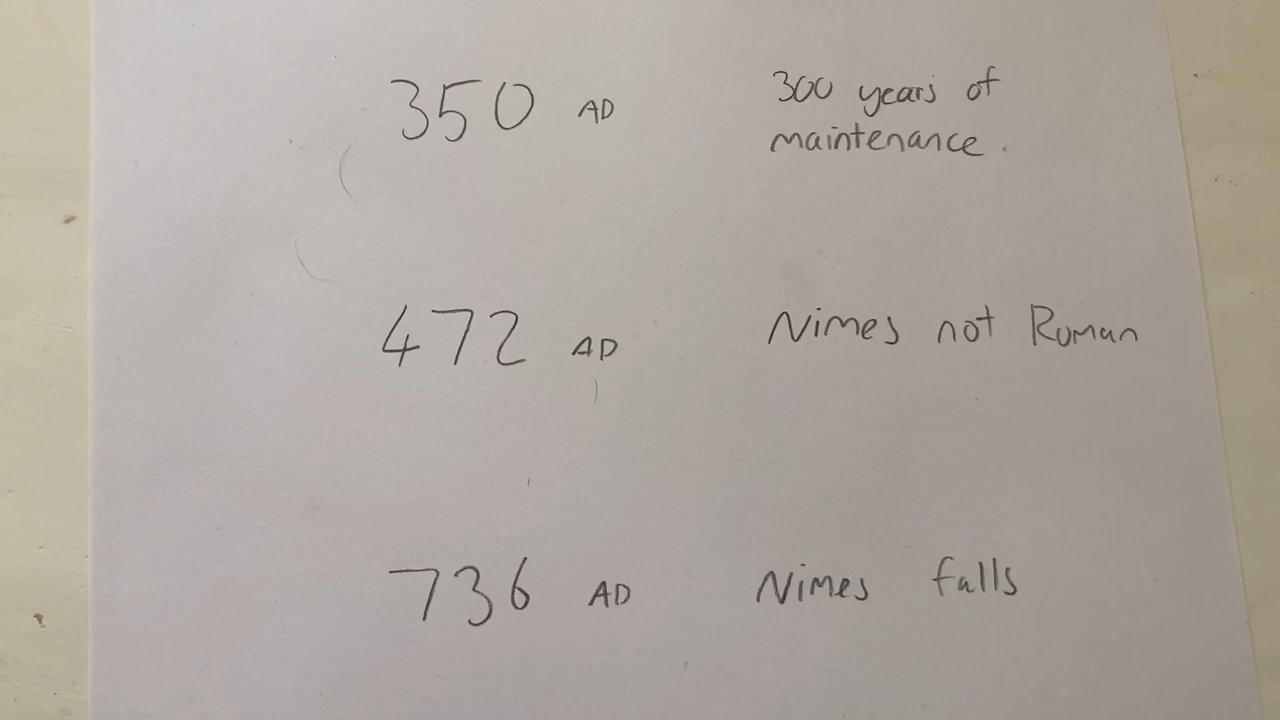 350 AD 300 years of
maintenance.
472 AD Nimes not Roman
736 AD Nimes falls